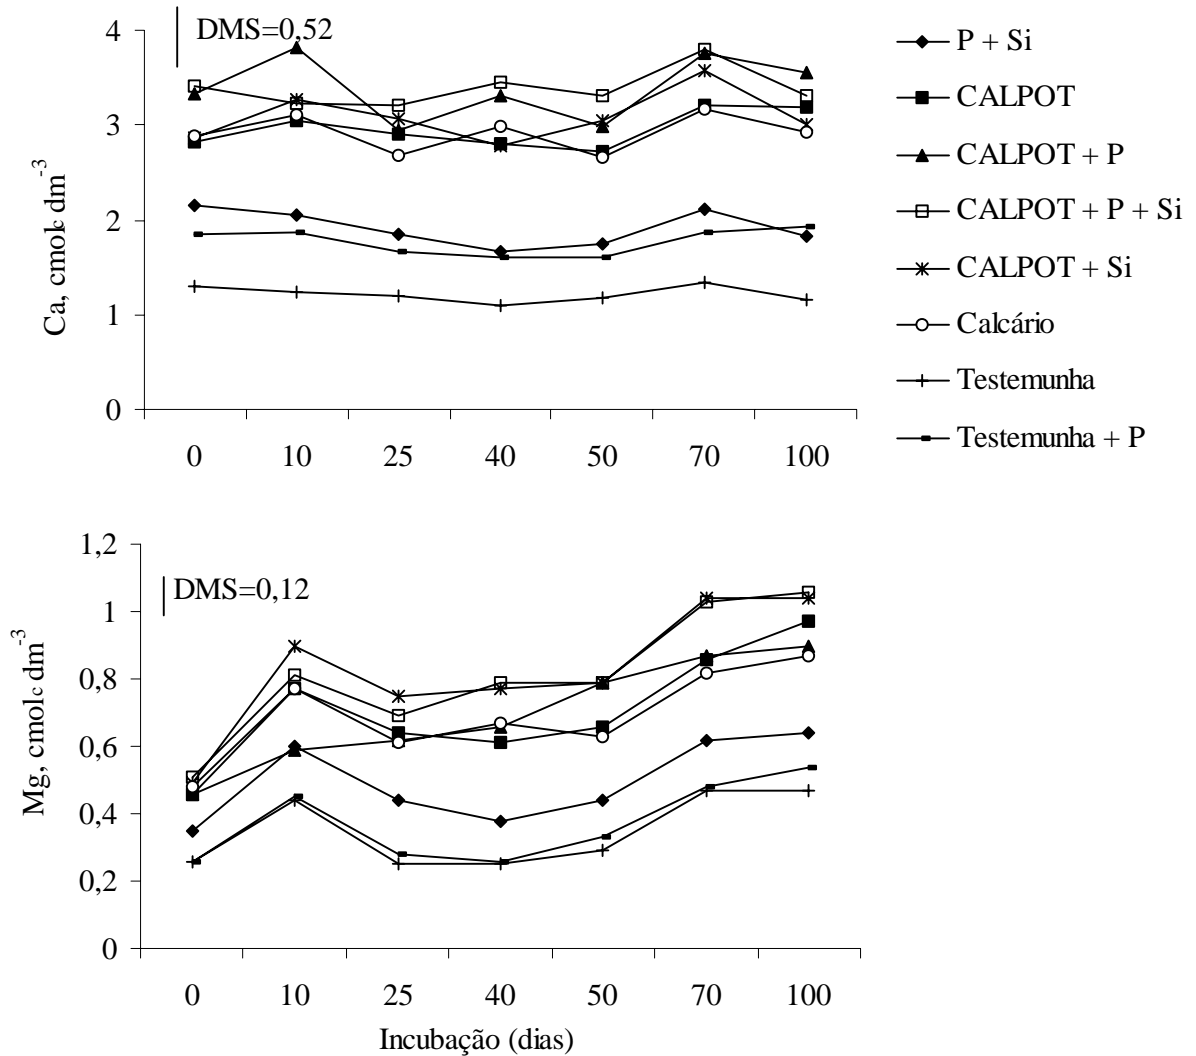 DMS=0,52
4
3
2
1
0
Ca, cmolc dm-3
0 10 25 40 50 70 100
P + Si
CALPOT
CALPOT + P
CALPOT + P + Si
CALPOT + Si
Calcário
Testemunha
Testemunha + P
DMS=0,12
1,2
1
0,8
0,6
0,4
0,2
0
Mg, cmolc dm-3
0 10 25 40 50 70 100
Incubação (dias)